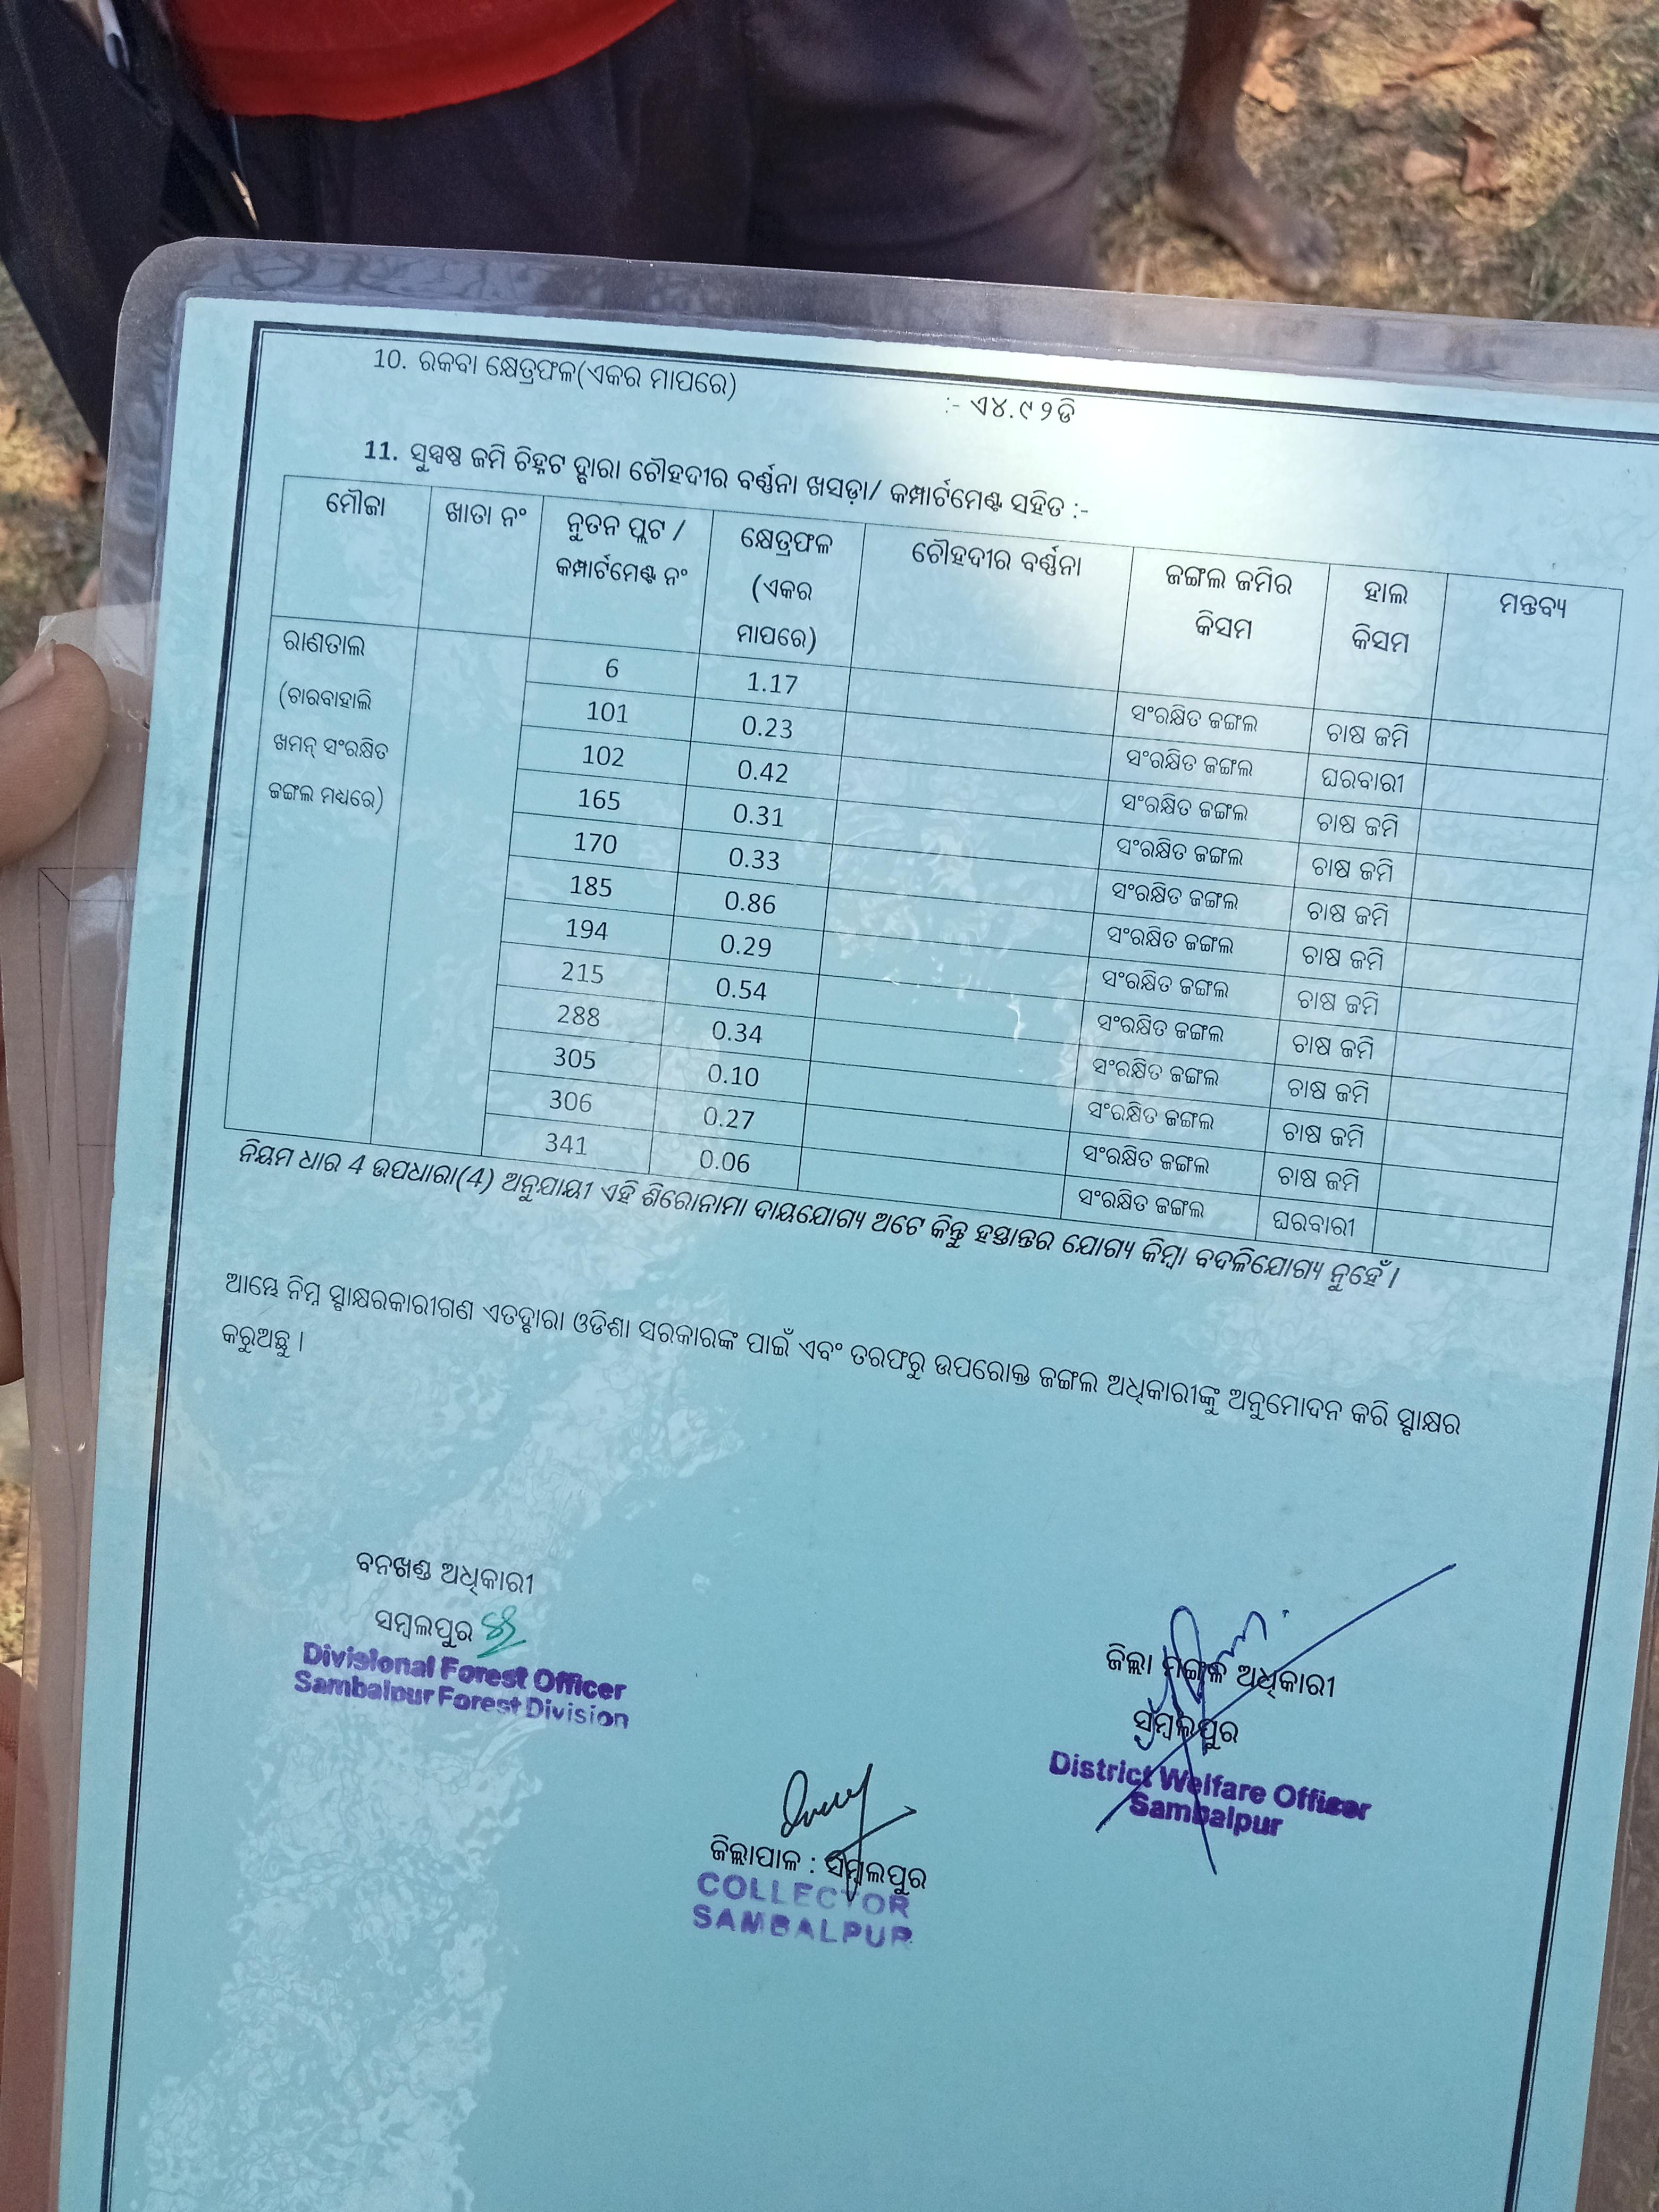 10. ରକବା କ୍ଷେତ୍ରଫଳ(ଏକର ମାପରେ) :- ଏ୪.୯୨ଡି
11. ସୁସ୍ପଷ୍ଟ ଜମି ଚିହ୍ନଟ ଦ୍ବାରା ଚୌହଦୀର ବର୍ଣ୍ଣନା ଖସଡ଼ା/ କମ୍ପାର୍ଟମେଣ୍ଟ ସହିତ :-
ମୌଜା ଖାତା ନଂ ନୁତନ ପ୍ଲଟ / କମ୍ପାର୍ଟମେଣ୍ଟ ନଂ କ୍ଷେତ୍ରଫଳ (ଏକର ମାପରେ) ଚୌହଦୀର ବର୍ଣ୍ଣନା ଜଙ୍ଗଲ ଜମିର କିସମ ହାଲ କିସମ ମନ୍ତବ୍ୟ
ରାଣତାଲ
(ଚାରବାହାଲି
ଖମନ୍ ସଂରକ୍ଷିତ
ଜଙ୍ଗଲ ମଧ୍ୟରେ)
6 1.17 ସଂରକ୍ଷିତ ଜଙ୍ଗଲ ଚାଷ ଜମି
101 0.23 ସଂରକ୍ଷିତ ଜଙ୍ଗଲ ଘରବାରୀ
102 0.42 ସଂରକ୍ଷିତ ଜଙ୍ଗଲ ଚାଷ ଜମି
165 0.31 ସଂରକ୍ଷିତ ଜଙ୍ଗଲ ଚାଷ ଜମି
170 0.33 ସଂରକ୍ଷିତ ଜଙ୍ଗଲ ଚାଷ ଜମି
185 0.86 ସଂରକ୍ଷିତ ଜଙ୍ଗଲ ଚାଷ ଜମି
194 0.29 ସଂରକ୍ଷିତ ଜଙ୍ଗଲ ଚାଷ ଜମି
215 0.54 ସଂରକ୍ଷିତ ଜଙ୍ଗଲ ଚାଷ ଜମି
288 0.34 ସଂରକ୍ଷିତ ଜଙ୍ଗଲ ଚାଷ ଜମି
305 0.10 ସଂରକ୍ଷିତ ଜଙ୍ଗଲ ଚାଷ ଜମି
306 0.27 ସଂରକ୍ଷିତ ଜଙ୍ଗଲ ଚାଷ ଜମି
341 0.06 ସଂରକ୍ଷିତ ଜଙ୍ଗଲ ଘରବାରୀ
ନିୟମ ଧାର 4 ଉପଧାରା(4) ଅନୁଯାୟୀ ଏହି ଶିରୋନାମା ଦାୟଯୋଗ୍ୟ ଅଟେ କିନ୍ତୁ ହସ୍ତାନ୍ତର ଯୋଗ୍ୟ କିମ୍ବା ବଦଳିଯୋଗ୍ୟ ନୁହେଁ।
ଆମ୍ଭେ ନିମ୍ନ ସ୍ବାକ୍ଷରକାରୀଗଣ ଏତଦ୍ବାରା ଓଡିଶା ସରକାରଙ୍କ ପାଇଁ ଏବଂ ତରଫରୁ ଉପରୋକ୍ତ ଜଙ୍ଗଲ ଅଧିକାରୀଙ୍କୁ ଅନୁମୋଦନ କରି ସ୍ବାକ୍ଷର
କରୁଅଛୁ।
ବନଖଣ୍ଡ ଅଧିକାରୀ
ସମ୍ବଲପୁର
Divisional Forest Officer
Sambalpur Forest Division
ଜିଲ୍ଲା ମଙ୍ଗଳ ଅଧିକାରୀ
ସମ୍ବଲପୁର
District Welfare Officer
Sambalpur
ଜିଲ୍ଲାପାଳ : ସମ୍ବଲପୁର
COLLECTOR
SAMBALPUR